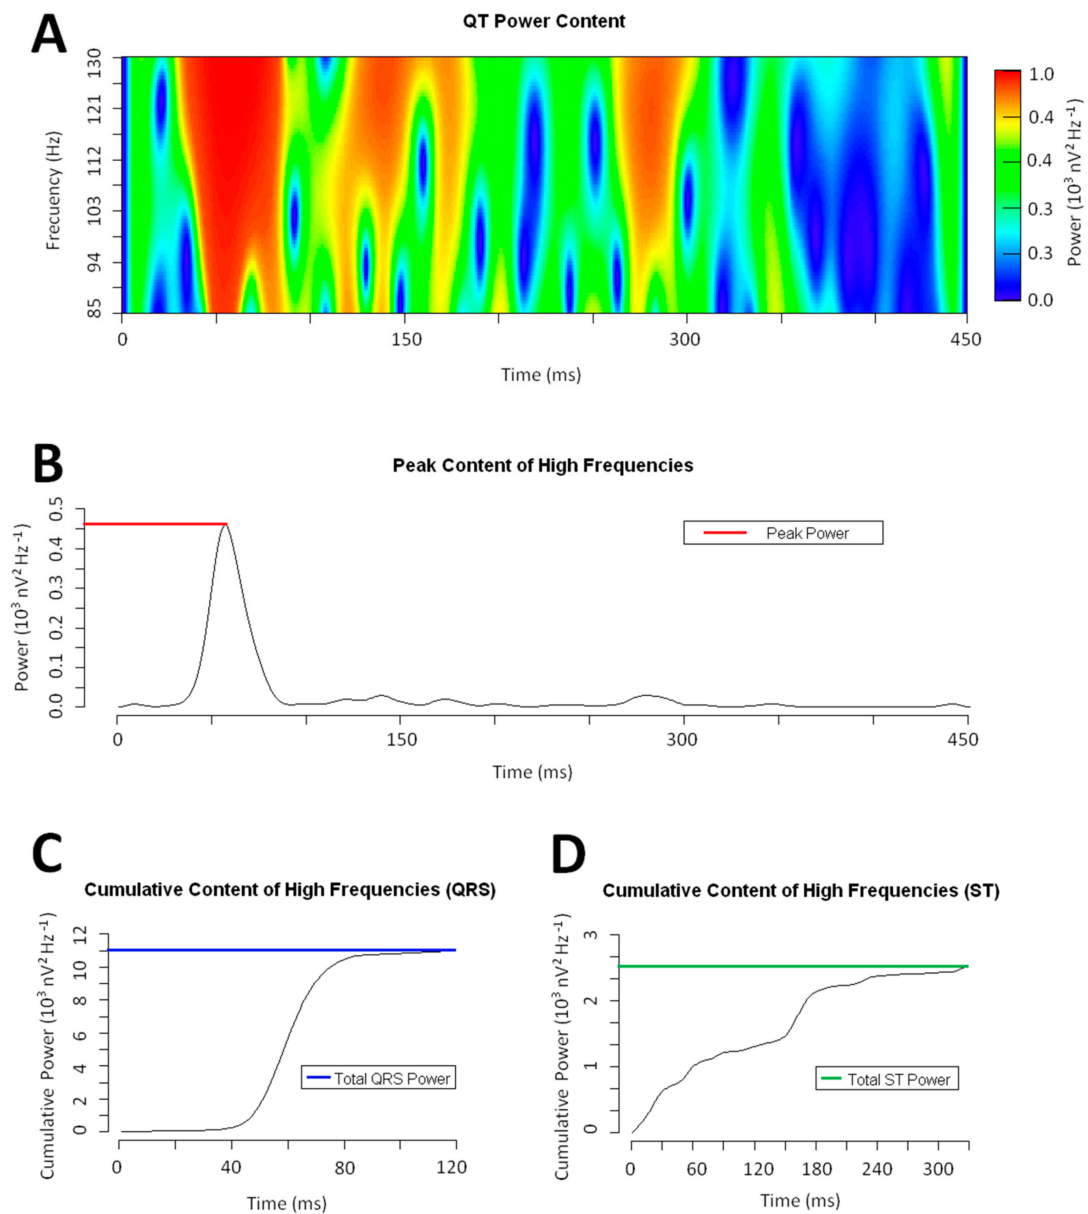 A
QT Power Content
Frecuency (Hz)
130
121
112
103
94
85
0 150 300 450
Time (ms)
1.0
0.4
0.4
0.3
0.3
0.0
Power (10³ nV² Hz⁻¹)
B
Peak Content of High Frequencies
Power (10³ nV² Hz⁻¹)
0.5
0.4
0.3
0.2
0.1
0.0
Peak Power
0 150 300 450
Time (ms)
C
Cumulative Content of High Frequencies (QRS)
Cumulative Power (10³ nV² Hz⁻¹)
12
10
8
6
4
2
0
Total QRS Power
0 40 80 120
Time (ms)
D
Cumulative Content of High Frequencies (ST)
Cumulative Power (10³ nV² Hz⁻¹)
3
2
1
0
Total ST Power
0 60 120 180 240 300
Time (ms)